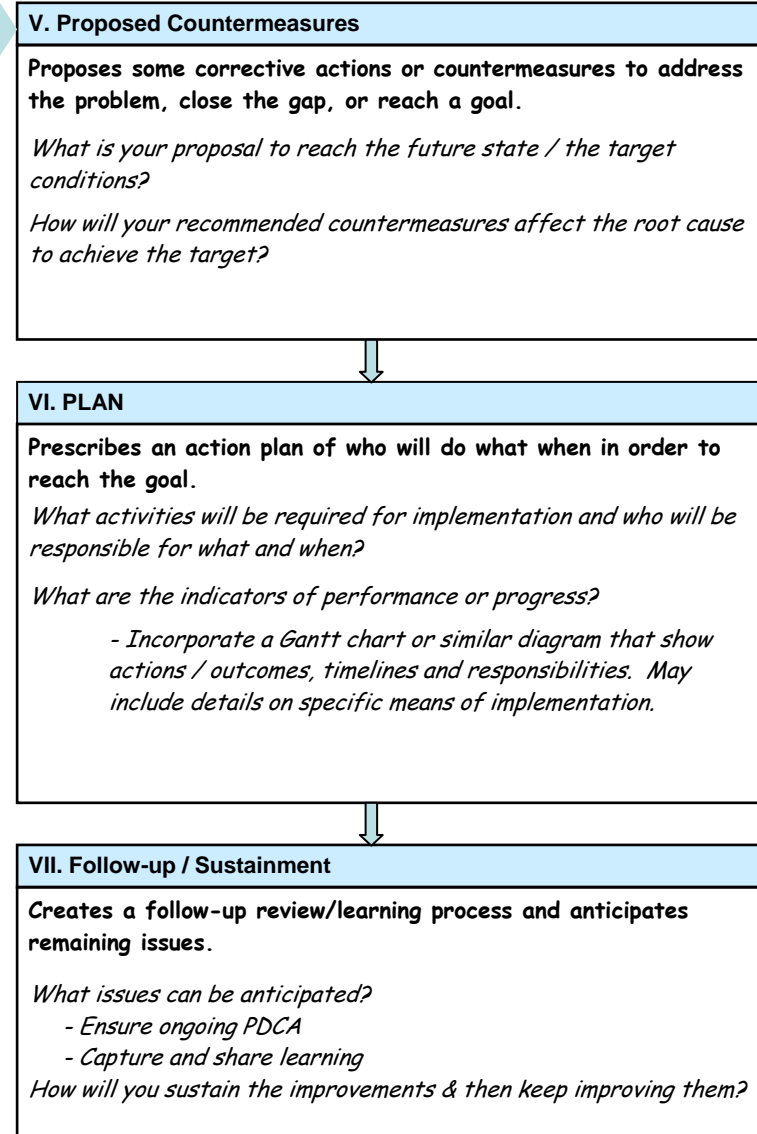 V. Proposed Countermeasures
Proposes some corrective actions or countermeasures to address
the problem, close the gap, or reach a goal.
What is your proposal to reach the future state / the target
conditions?
How will your recommended countermeasures affect the root cause
to achieve the target?
VI. PLAN
Prescribes an action plan of who will do what when in order to
reach the goal.
What activities will be required for implementation and who will be
responsible for what and when?
What are the indicators of performance or progress?
- Incorporate a Gantt chart or similar diagram that show
actions / outcomes, timelines and responsibilities. May
include details on specific means of implementation.
VII. Follow-up / Sustainment
Creates a follow-up review/learning process and anticipates
remaining issues.
What issues can be anticipated?
- Ensure ongoing PDCA
- Capture and share learning
How will you sustain the improvements & then keep improving them?